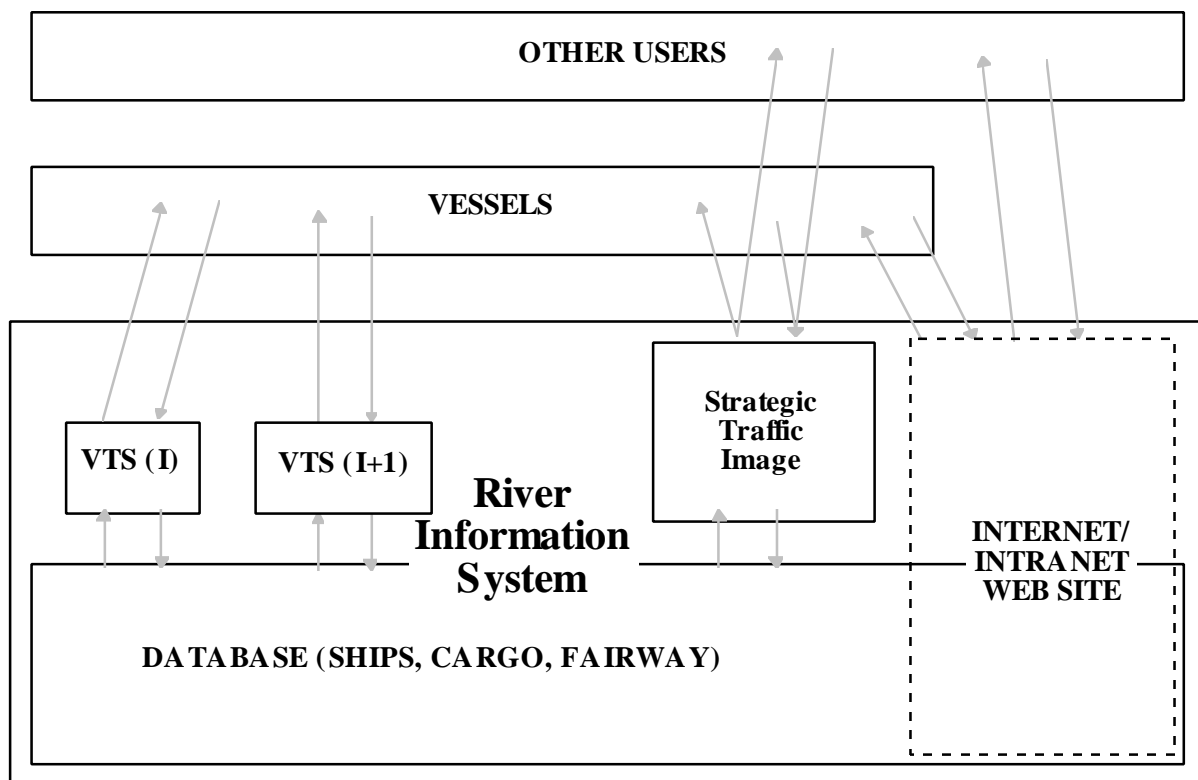 OTHER USERS
VESSELS
Strategic
Traffic
Image
VTS (I)
VTS (I+1)
River
Information
System
INTERNET/
INTRANET
WEB SITE
DATABASE (SHIPS, CARGO, FAIRWAY)